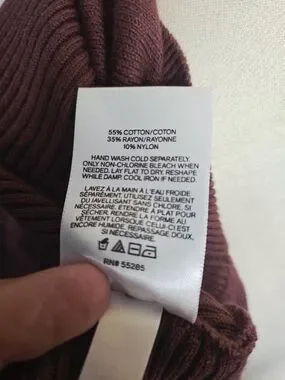 55% COTTON/COTON
35% RAYON/RAYONNE
10% NYLON
HAND WASH COLD SEPARATELY.
ONLY NON-CHLORINE BLEACH WHEN
NEEDED. LAY FLAT TO DRY. RESHAPE
WHILE DAMP. COOL IRON IF NEEDED.
LAVEZ À LA MAIN À L'EAU FROIDE.
SÉPARÉMENT. UTILISEZ SEULEMENT
DU JAVELLISANT SANS CHLORE, SI
NÉCESSAIRE. ÉTENDRE À PLAT POUR
SÉCHER. RENDRE LA FORME AU
VÊTEMENT LORSQUE CELUI-CI EST
ENCORE HUMIDE. REPASSAGE DOUX,
SI NÉCESSAIRE.
RN# 55285